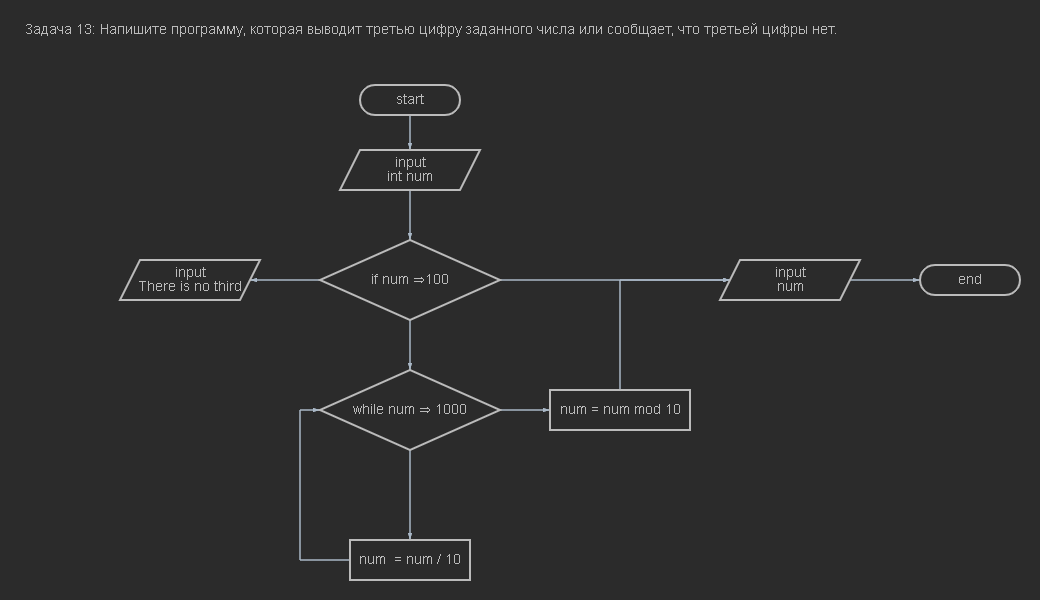 Задача 13: Напишите программу, которая выводит третью цифру заданного числа или сообщает, что третьей цифры нет.
start
input
int num
input
There is no third
if num ⇒100
input
num
end
while num ⇒ 1000
num = num mod 10
num = num / 10